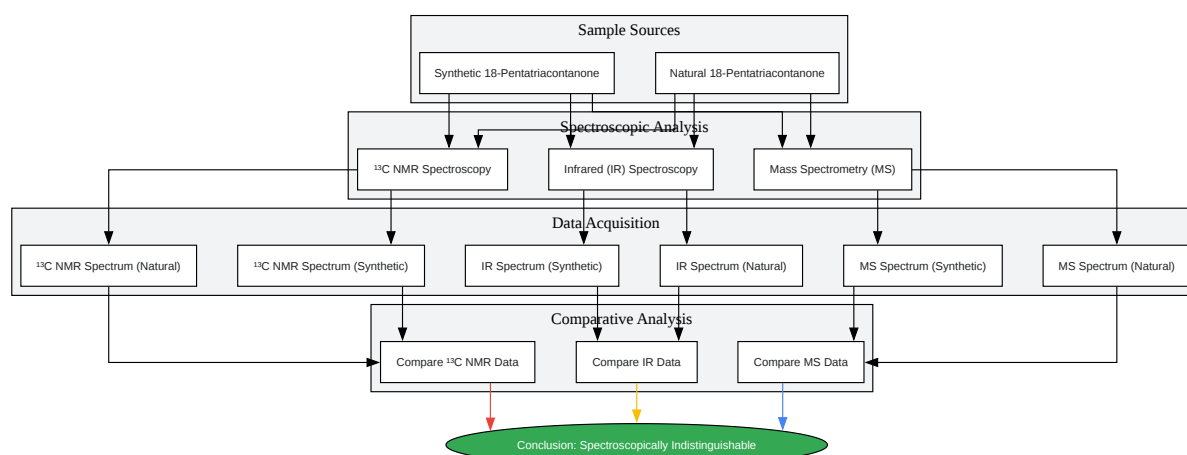 Sample Sources
Synthetic 18-Pentatriacontanone
Natural 18-Pentatriacontanone
Spectroscopic Analysis
¹³C NMR Spectroscopy
Infrared (IR) Spectroscopy
Mass Spectrometry (MS)
Data Acquisition
¹³C NMR Spectrum (Natural)
¹³C NMR Spectrum (Synthetic)
IR Spectrum (Synthetic)
IR Spectrum (Natural)
MS Spectrum (Synthetic)
MS Spectrum (Natural)
Comparative Analysis
Compare ¹³C NMR Data
Compare IR Data
Compare MS Data
Conclusion: Spectroscopically Indistinguishable